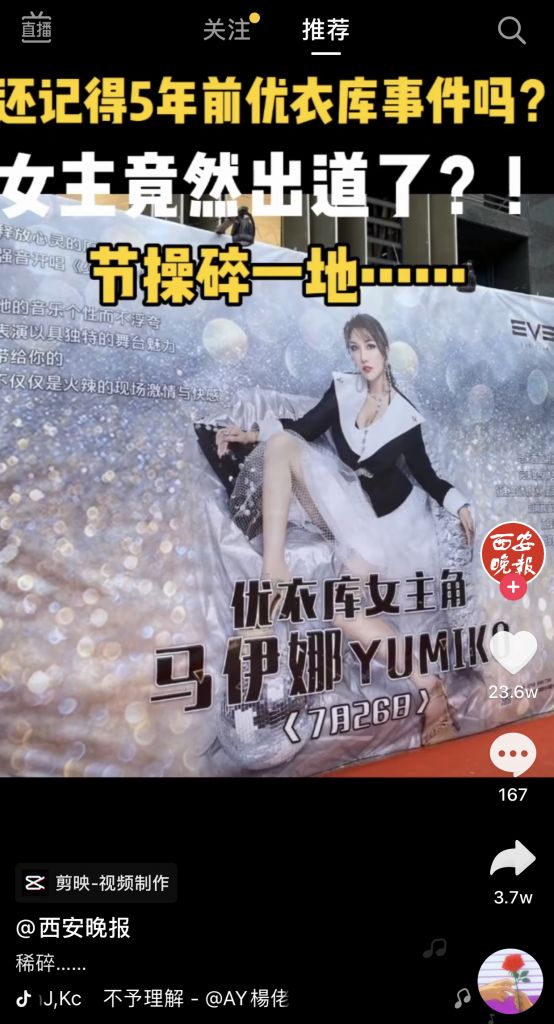 直播
关注
推荐
还记得5年前优衣库事件吗？
女主竟然出道了？！
节操碎一地……
释放心灵的
强音开唱
他的音乐个性而不浮夸
表演以具独特的舞台魅力
带给你的
不仅仅是火辣的现场激情与快感
EVE
优衣库女主角
马伊娜YUMIKO
《7月26日》
西安
晚報
23.6w
167
3.7w
剪映-视频制作
@西安晚报
稀碎……
J,Kc 不予理解 - @AY楊佬